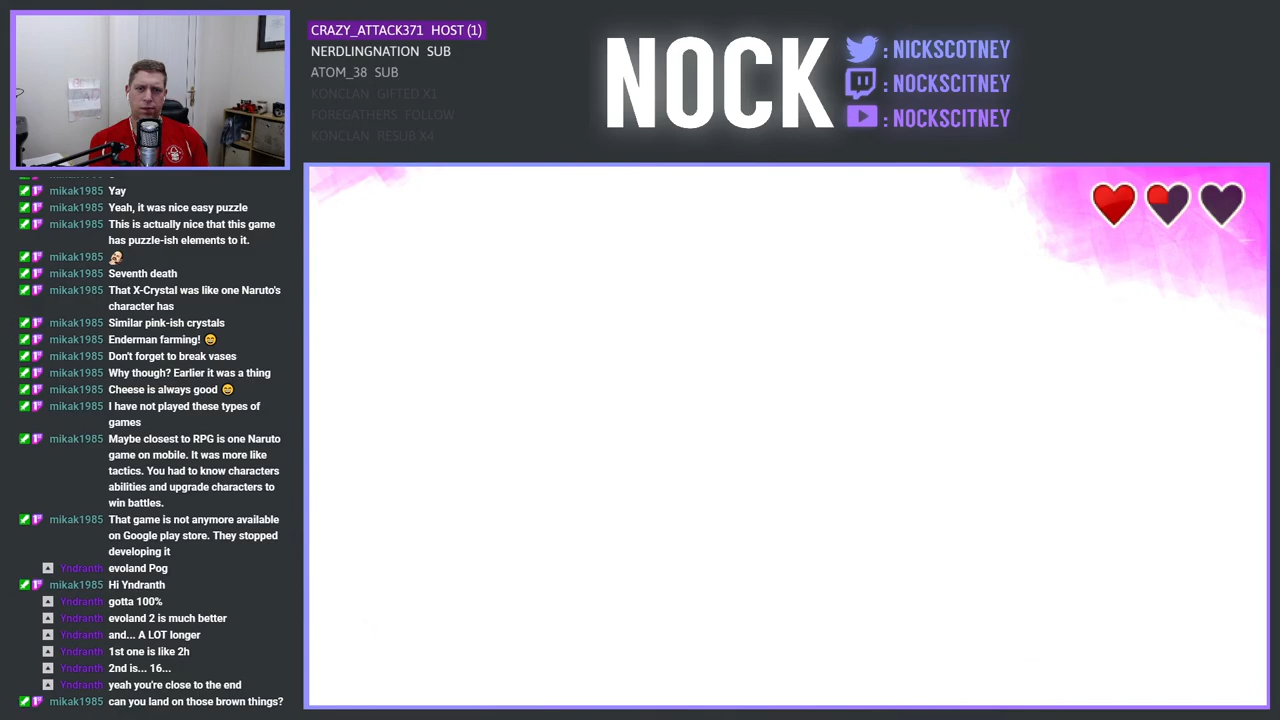 CRAZY_ATTACK371 HOST (1)
NERDLINGNATION SUB
ATOM_38 SUB
KONCLAN GIFTED X1
FOREGATHERS FOLLOW
KONCLAN RESUB X4
NOCK
: NICKSCOTNEY
: NOCKSCITNEY
: NOCKSCITNEY
mikak1985 Yay
mikak1985 Yeah, it was nice easy puzzle
mikak1985 This is actually nice that this game
has puzzle-ish elements to it.
mikak1985
mikak1985 Seventh death
mikak1985 That X-Crystal was like one Naruto's
character has
mikak1985 Similar pink-ish crystals
mikak1985 Enderman farming!
mikak1985 Don't forget to break vases
mikak1985 Why though? Earlier it was a thing
mikak1985 Cheese is always good
mikak1985 I have not played these types of
games
mikak1985 Maybe closest to RPG is one Naruto
game on mobile. It was more like
tactics. You had to know characters
abilities and upgrade characters to
win battles.
mikak1985 That game is not anymore available
on Google play store. They stopped
developing it
Yndranth evoland Pog
mikak1985 Hi Yndranth
Yndranth gotta 100%
Yndranth evoland 2 is much better
Yndranth and... A LOT longer
Yndranth 1st one is like 2h
Yndranth 2nd is... 16...
Yndranth yeah you're close to the end
mikak1985 can you land on those brown things?